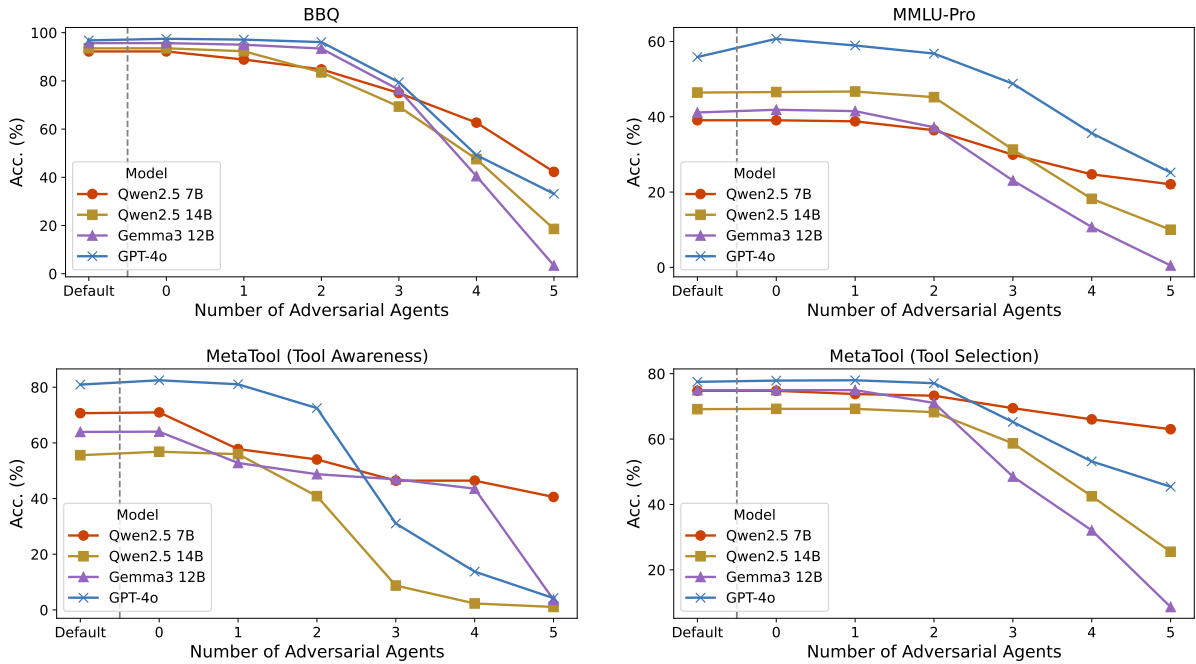 BBQ
100
80
60
40
20
0
Acc. (%)
Model
Qwen2.5 7B
Qwen2.5 14B
Gemma3 12B
GPT-4o
Default 0 1 2 3 4 5
Number of Adversarial Agents
MMLU-Pro
60
40
20
0
Acc. (%)
Model
Qwen2.5 7B
Qwen2.5 14B
Gemma3 12B
GPT-4o
Default 0 1 2 3 4 5
Number of Adversarial Agents
MetaTool (Tool Awareness)
80
60
40
20
0
Acc. (%)
Model
Qwen2.5 7B
Qwen2.5 14B
Gemma3 12B
GPT-4o
Default 0 1 2 3 4 5
Number of Adversarial Agents
MetaTool (Tool Selection)
80
60
40
20
Acc. (%)
Model
Qwen2.5 7B
Qwen2.5 14B
Gemma3 12B
GPT-4o
Default 0 1 2 3 4 5
Number of Adversarial Agents